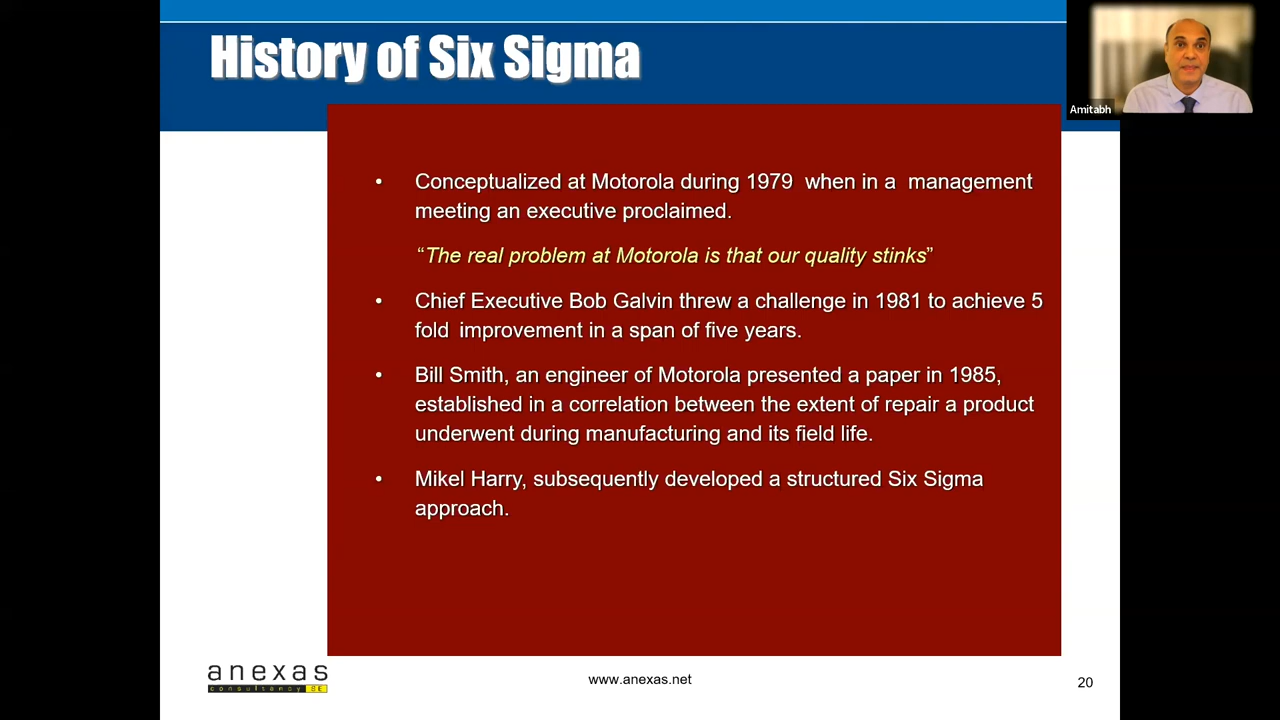 History of Six Sigma
Amitabh
• Conceptualized at Motorola during 1979 when in a management
meeting an executive proclaimed.
“The real problem at Motorola is that our quality stinks”
• Chief Executive Bob Galvin threw a challenge in 1981 to achieve 5
fold improvement in a span of five years.
• Bill Smith, an engineer of Motorola presented a paper in 1985,
established in a correlation between the extent of repair a product
underwent during manufacturing and its field life.
• Mikel Harry, subsequently developed a structured Six Sigma
approach.
anexas
consultancy SE
www.anexas.net
20